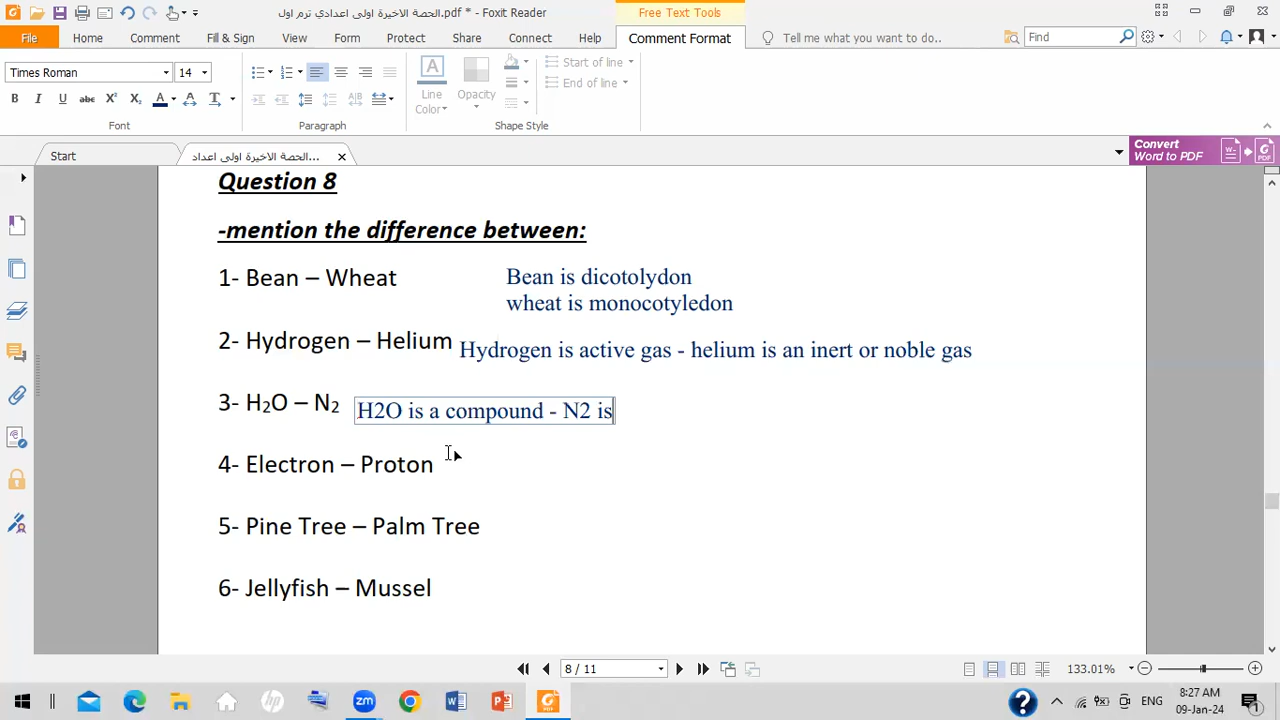 الحصة الاخيرة اولى اعدادي ترم اول.pdf * - Foxit Reader
Free Text Tools
File
Home
Comment
Fill & Sign
View
Form
Protect
Share
Connect
Help
Comment Format
Tell me what you want to do..
Find
Times Roman
14
Line Color
Opacity
Start of line
End of line
Font
Paragraph
Shape Style
Start
الحصة الاخيرة اولى اعداد...
Convert
Word to PDF
Question 8
-mention the difference between:
1- Bean – Wheat
Bean is dicotolydon
wheat is monocotyledon
2- Hydrogen – Helium
Hydrogen is active gas - helium is an inert or noble gas
3- H₂O – N₂
H2O is a compound - N2 is
4- Electron – Proton
5- Pine Tree – Palm Tree
6- Jellyfish – Mussel
8 / 11
133.01%
ENG
8:27 AM
09-Jan-24